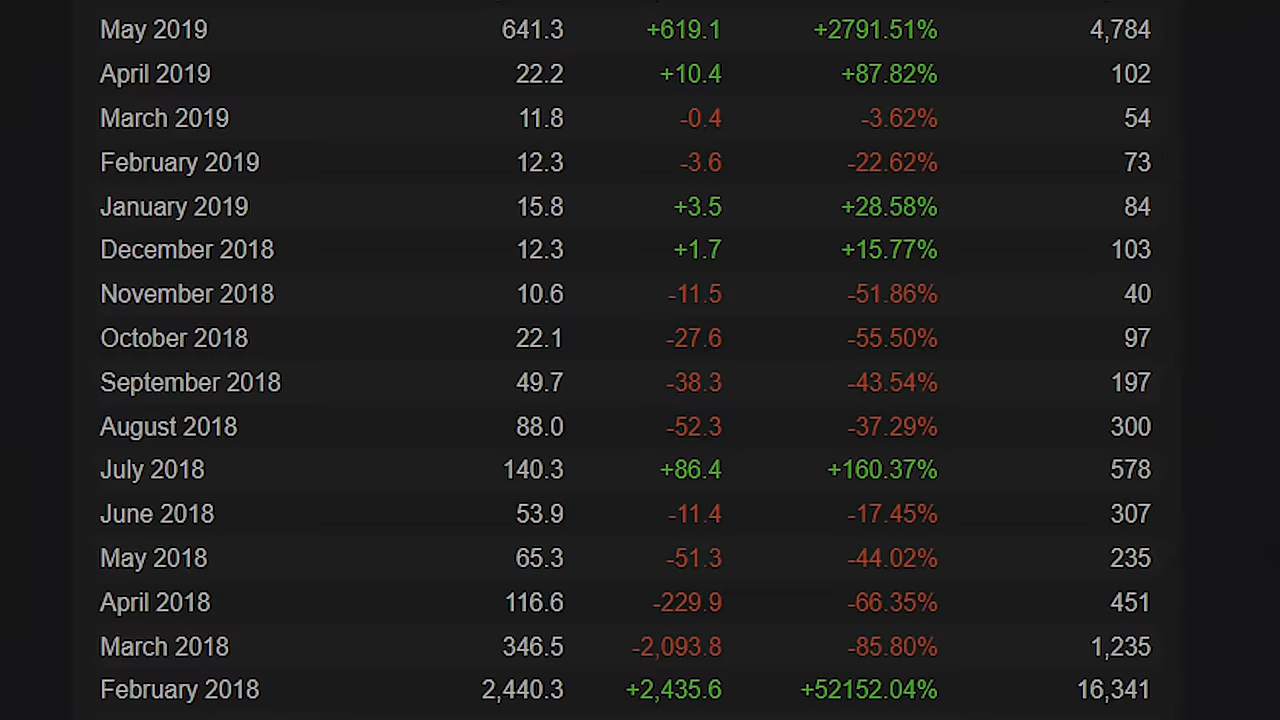 May 2019 641.3 +619.1 +2791.51% 4,784
April 2019 22.2 +10.4 +87.82% 102
March 2019 11.8 -0.4 -3.62% 54
February 2019 12.3 -3.6 -22.62% 73
January 2019 15.8 +3.5 +28.58% 84
December 2018 12.3 +1.7 +15.77% 103
November 2018 10.6 -11.5 -51.86% 40
October 2018 22.1 -27.6 -55.50% 97
September 2018 49.7 -38.3 -43.54% 197
August 2018 88.0 -52.3 -37.29% 300
July 2018 140.3 +86.4 +160.37% 578
June 2018 53.9 -11.4 -17.45% 307
May 2018 65.3 -51.3 -44.02% 235
April 2018 116.6 -229.9 -66.35% 451
March 2018 346.5 -2,093.8 -85.80% 1,235
February 2018 2,440.3 +2,435.6 +52152.04% 16,341